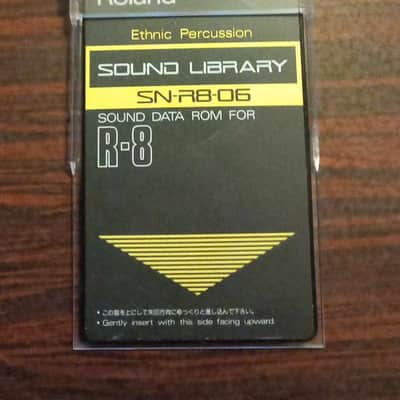 Roland
Ethnic Percussion
SOUND LIBRARY
SN-R8-06
SOUND DATA ROM FOR
R-8
・この面を上にして矢印方向にゆっくりと差し込んで下さい。
・Gently insert with this side facing upward.